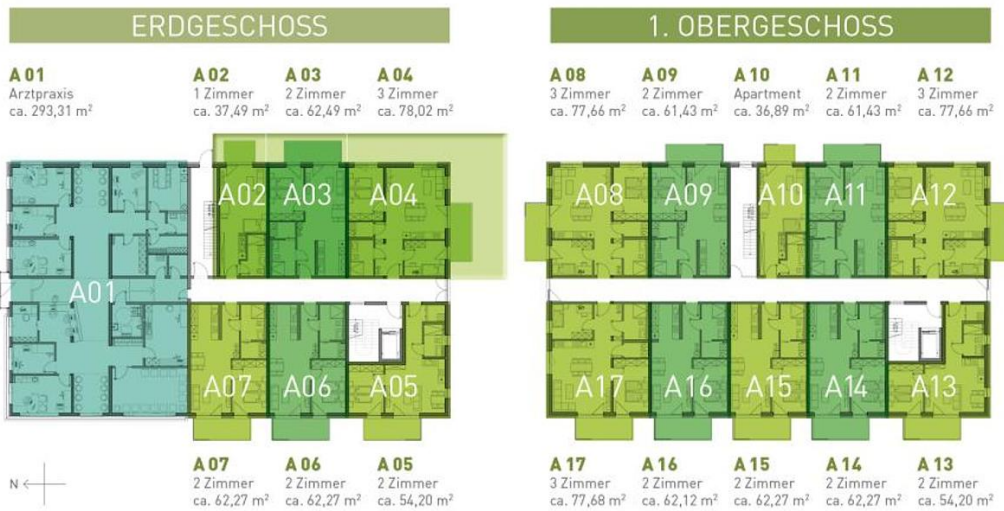 ERDGESCHOSS
A 01
Arztpraxis
ca. 293,31 m²
A 02
1 Zimmer
ca. 37,49 m²
A 03
2 Zimmer
ca. 62,49 m²
A 04
3 Zimmer
ca. 78,02 m²
A02
A03
A04
A01
A07
A06
A05
A 07
2 Zimmer
ca. 62,27 m²
A 06
2 Zimmer
ca. 62,27 m²
A 05
2 Zimmer
ca. 54,20 m²
N
1. OBERGESCHOSS
A 08
3 Zimmer
ca. 77,66 m²
A 09
2 Zimmer
ca. 61,43 m²
A 10
Apartment
ca. 36,89 m²
A 11
2 Zimmer
ca. 61,43 m²
A 12
3 Zimmer
ca. 77,66 m²
A08
A09
A10
A11
A12
A17
A16
A15
A14
A13
A 17
3 Zimmer
ca. 77,68 m²
A 16
2 Zimmer
ca. 62,12 m²
A 15
2 Zimmer
ca. 62,27 m²
A 14
2 Zimmer
ca. 62,27 m²
A 13
2 Zimmer
ca. 54,20 m²